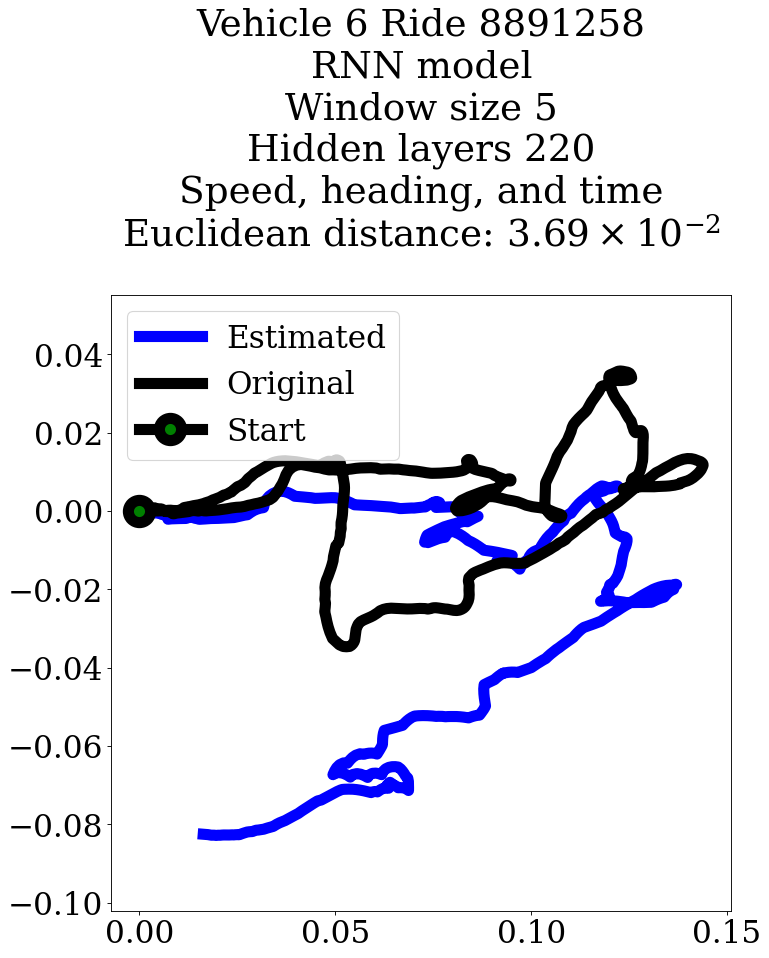 Vehicle 6 Ride 8891258
RNN model
Window size 5
Hidden layers 220
Speed, heading, and time
Euclidean distance: 3.69 × 10⁻²
Estimated
Original
Start
0.04
0.02
0.00
−0.02
−0.04
−0.06
−0.08
−0.10
0.00 0.05 0.10 0.15